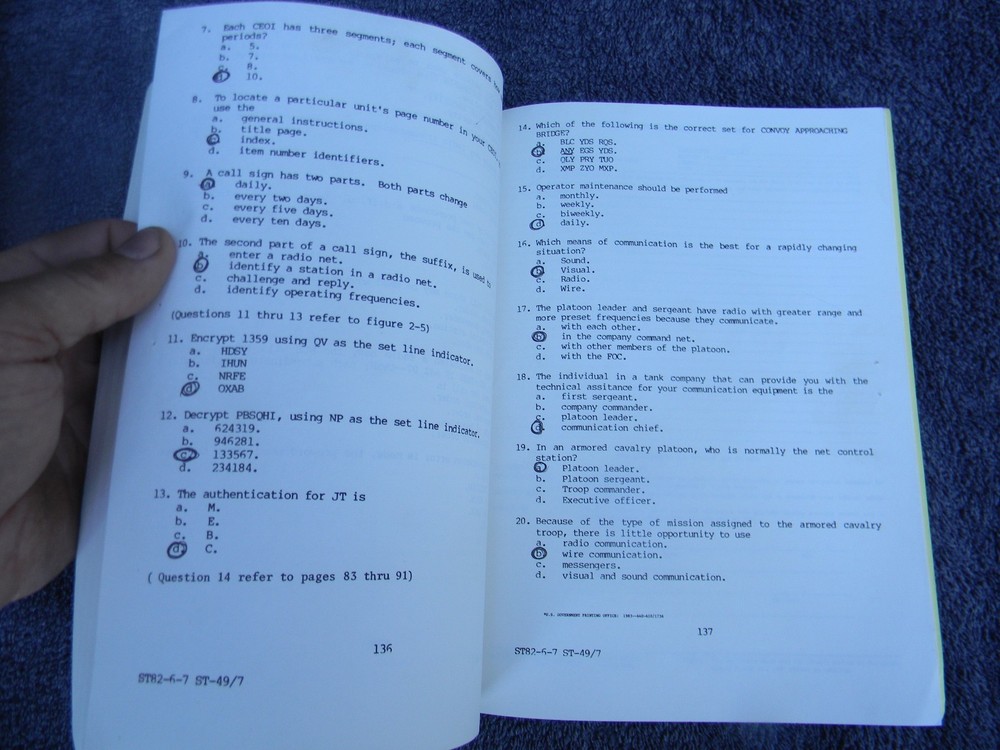 7. Each CEOI has three segments; each segment covers how
periods?
a. 5.
b. 7.
c. 8.
d. 10.
8. To locate a particular unit's page number in your
use the
a. general instructions.
b. title page.
c. index.
d. item number identifiers.
9. A call sign has two parts. Both parts change
a. daily.
b. every two days.
c. every five days.
d. every ten days.
10. The second part of a call sign, the suffix, is used to
a. enter a radio net.
b. identify a station in a radio net.
c. challenge and reply.
d. identify operating frequencies.
(Questions 11 thru 13 refer to figure 2-5)
11. Encrypt 1359 using QV as the set line indicator.
a. HDSY
b. IHUN
c. NRFE
d. OXAB
12. Decrypt PBSQHI, using NP as the set line indicator.
a. 624319.
b. 946281.
c. 133567.
d. 234184.
13. The authentication for JT is
a. M.
b. E.
c. B.
d. C.
( Question 14 refer to pages 83 thru 91)
136
ST82-6-7 ST-49/7
14. Which of the following is the correct set for CONVOY APPROACHING
BRIDGE?
a. BLC YDS RQS.
b. ANY EGS YDS.
c. QLY PRY TUO
d. XMP ZYO MXP.
15. Operator maintenance should be performed
a. monthly.
b. weekly.
c. biweekly.
d. daily.
16. Which means of communication is the best for a rapidly changing
situation?
a. Sound.
b. Visual.
c. Radio.
d. Wire.
17. The platoon leader and sergeant have radio with greater range and
more preset frequencies because they communicate.
a. with each other.
b. in the company command net.
c. with other members of the platoon.
d. with the FOC.
18. The individual in a tank company that can provide you with the
technical assitance for your communication equipment is the
a. first sergeant.
b. company commander.
c. platoon leader.
d. communication chief.
19. In an armored cavalry platoon, who is normally the net control
station?
a. Platoon leader.
b. Platoon sergeant.
c. Troop commander.
d. Executive officer.
20. Because of the type of mission assigned to the armored cavalry
troop, there is little opportunity to use
a. radio communication.
b. wire communication.
c. messengers.
d. visual and sound communication.
*U.S. GOVERNMENT PRINTING OFFICE:
137
ST82-6-7 ST-49/7